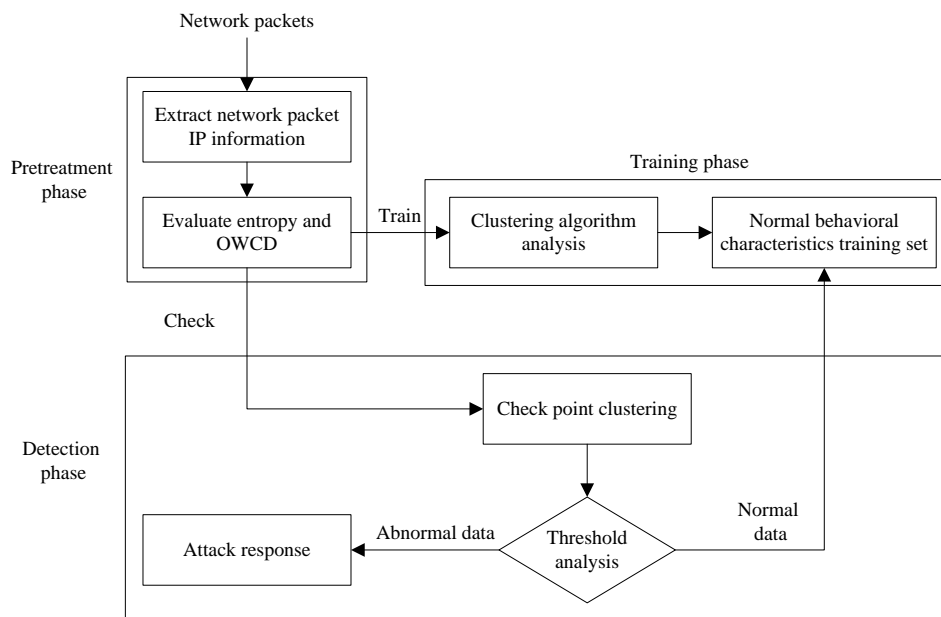 Network packets
Extract network packet
IP information
Pretreatment
phase
Evaluate entropy and
OWCD
Train
Training phase
Clustering algorithm
analysis
Normal behavioral
characteristics training set
Check
Check point clustering
Detection
phase
Threshold
analysis
Abnormal data
Attack response
Normal
data